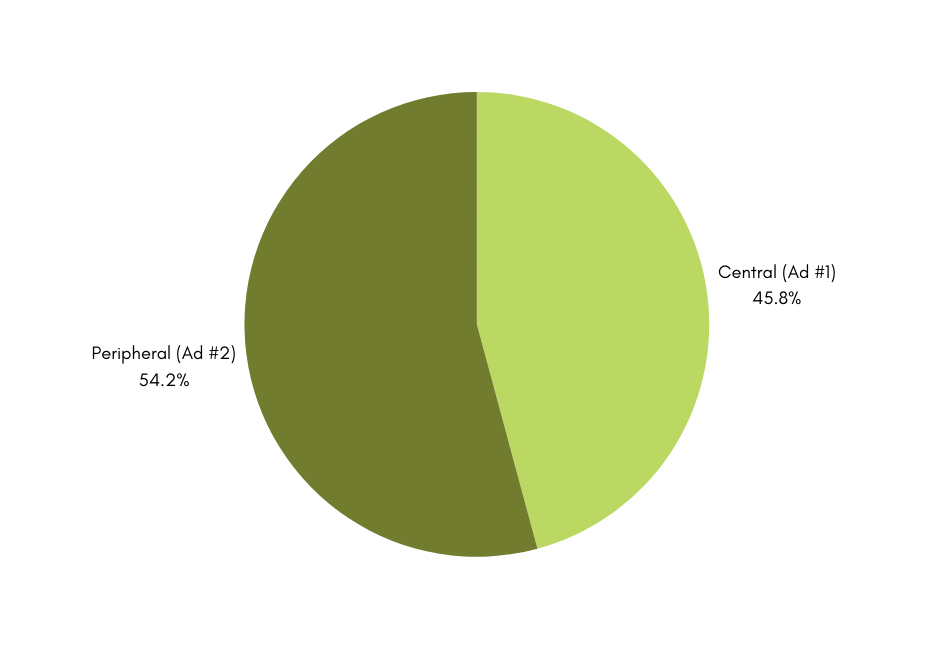 Central (Ad #1)
45.8%
Peripheral (Ad #2)
54.2%